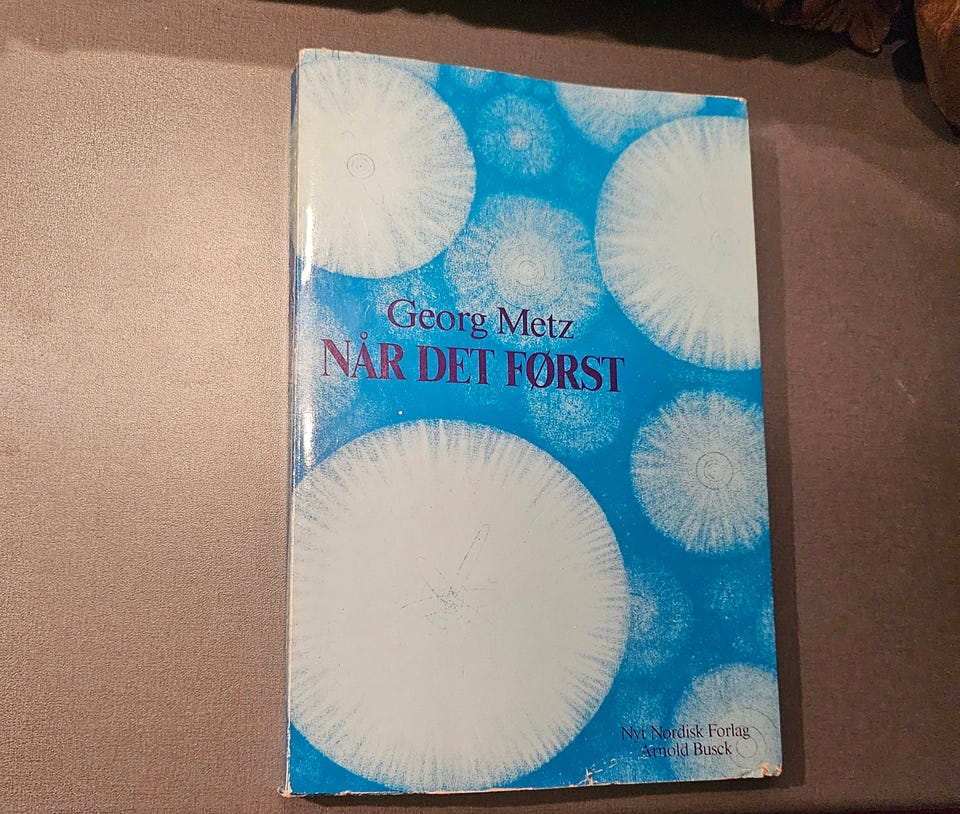 Georg Metz
NÅR DET FØRST
Nyt Nordisk Forlag
Arnold Busck